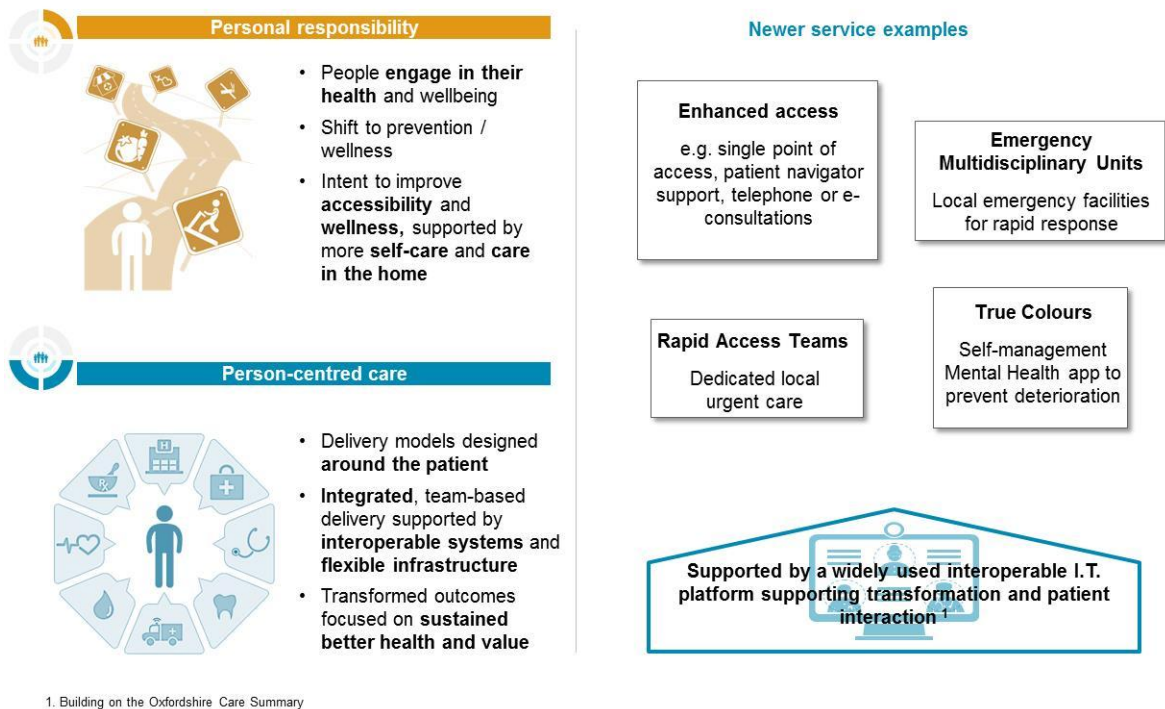 Personal responsibility
• People engage in their
health and wellbeing
• Shift to prevention /
wellness
• Intent to improve
accessibility and
wellness, supported by
more self-care and care
in the home
Person-centred care
• Delivery models designed
around the patient
• Integrated, team-based
delivery supported by
interoperable systems and
flexible infrastructure
• Transformed outcomes
focused on sustained
better health and value
H
Rx
Newer service examples
Enhanced access
e.g. single point of
access, patient navigator
support, telephone or e-
consultations
Emergency
Multidisciplinary Units
Local emergency facilities
for rapid response
Rapid Access Teams
Dedicated local
urgent care
True Colours
Self-management
Mental Health app to
prevent deterioration
Supported by a widely used interoperable I.T.
platform supporting transformation and patient
interaction 1
1. Building on the Oxfordshire Care Summary